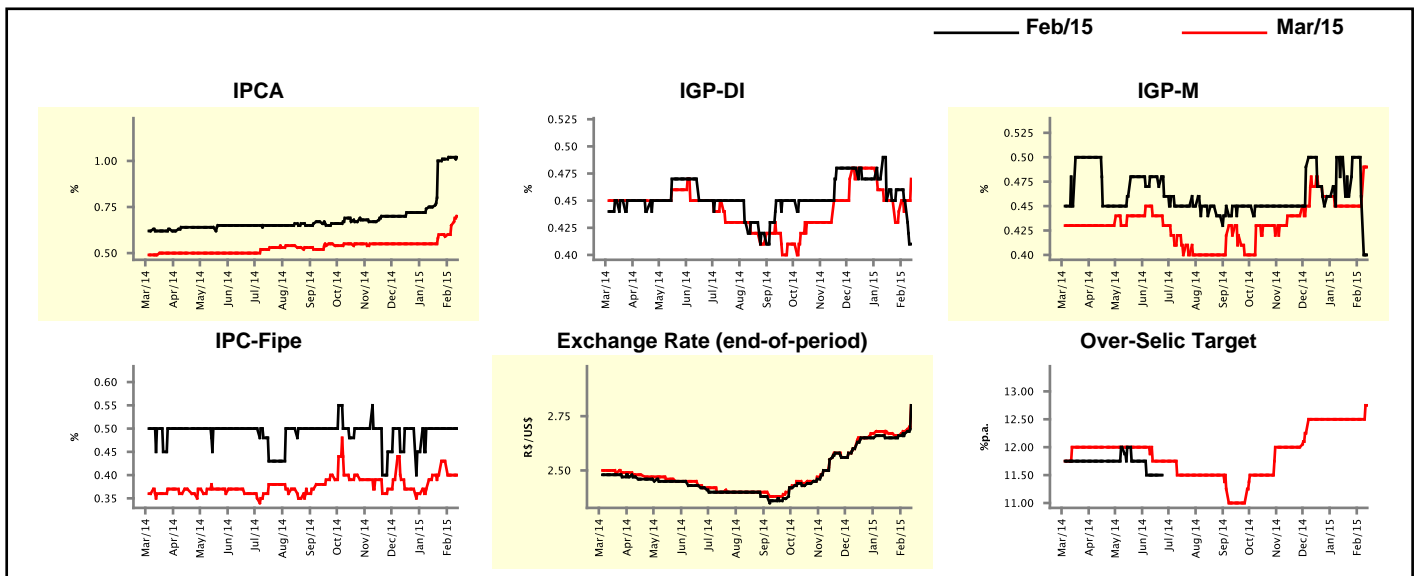 Feb/15 Mar/15
IPCA
%
1.00
0.75
0.50
Mar/14 Apr/14 May/14 Jun/14 Jul/14 Aug/14 Sep/14 Oct/14 Nov/14 Dec/14 Jan/15 Feb/15
IGP-DI
%
0.525
0.50
0.475
0.45
0.425
0.40
Mar/14 Apr/14 May/14 Jun/14 Jul/14 Aug/14 Sep/14 Oct/14 Nov/14 Dec/14 Jan/15 Feb/15
IGP-M
%
0.525
0.50
0.475
0.45
0.425
0.40
Mar/14 Apr/14 May/14 Jun/14 Jul/14 Aug/14 Sep/14 Oct/14 Nov/14 Dec/14 Jan/15 Feb/15
IPC-Fipe
%
0.60
0.55
0.50
0.45
0.40
0.35
Mar/14 Apr/14 May/14 Jun/14 Jul/14 Aug/14 Sep/14 Oct/14 Nov/14 Dec/14 Jan/15 Feb/15
Exchange Rate (end-of-period)
R$/US$
2.75
2.50
Mar/14 Apr/14 May/14 Jun/14 Jul/14 Aug/14 Sep/14 Oct/14 Nov/14 Dec/14 Jan/15 Feb/15
Over-Selic Target
%p.a.
13.00
12.50
12.00
11.50
11.00
Mar/14 Apr/14 May/14 Jun/14 Jul/14 Aug/14 Sep/14 Oct/14 Nov/14 Dec/14 Jan/15 Feb/15